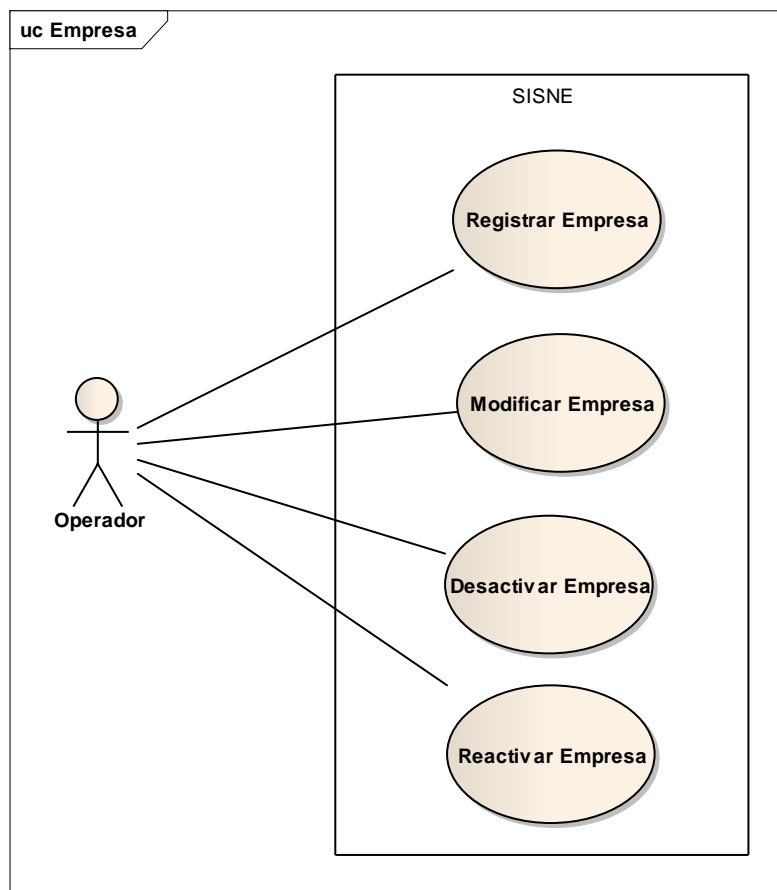 uc Empresa
SISNE
Registrar Empresa
Modificar Empresa
Operador
Desactivar Empresa
Reactivar Empresa